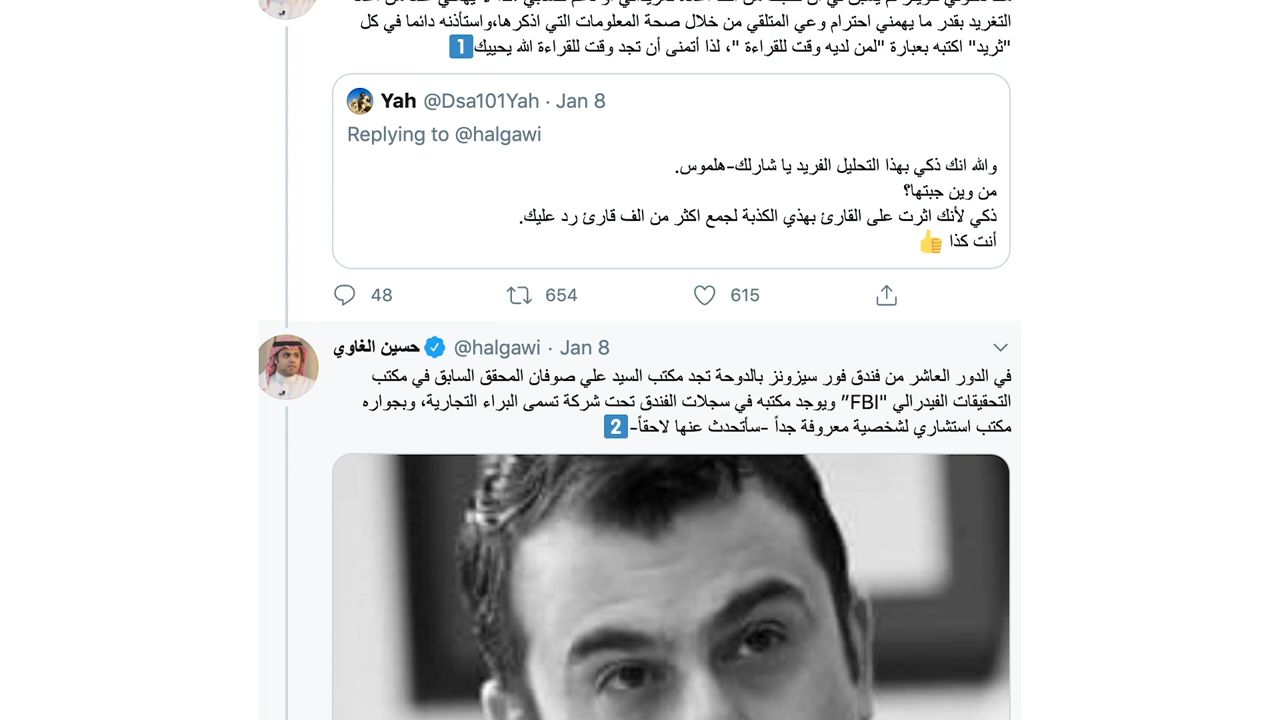 التغريد بقدر ما يهمني احترام وعي المتلقي من خلال صحة المعلومات التي اذكرها،واستأذنه دائما في كل
"ثريد" اكتبه بعبارة "لمن لديه وقت للقراءة "، لذا أتمنى أن تجد وقت للقراءة الله يحييك1️⃣
Yah @Dsa101Yah · Jan 8
Replying to @halgawi
والله انك ذكي بهذا التحليل الفريد يا شارلك-هلموس.
من وين جبتها؟
ذكي لأنك اثرت على القارئ بهذي الكذبة لجمع اكثر من الف قارئ رد عليك.
أنت كذا 👍
48 654 615
حسين الغاوي @halgawi · Jan 8
في الدور العاشر من فندق فور سيزونز بالدوحة تجد مكتب السيد علي صوفان المحقق السابق في مكتب
التحقيقات الفيدرالي "FBI" ويوجد مكتبه في سجلات الفندق تحت شركة تسمى البراء التجارية، وبجواره
مكتب استشاري لشخصية معروفة جداً -سأتحدث عنها لاحقاً-2️⃣